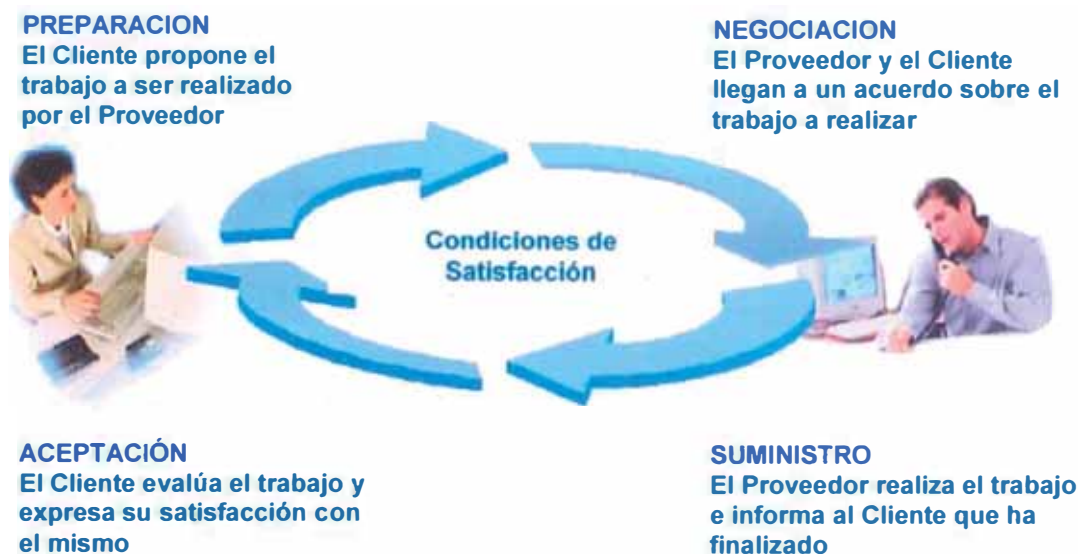 PREPARACION
El Cliente propone el
trabajo a ser realizado
por el Proveedor
NEGOCIACION
El Proveedor y el Cliente
llegan a un acuerdo sobre el
trabajo a realizar
Condiciones de
Satisfacción
ACEPTACIÓN
El Cliente evalúa el trabajo y
expresa su satisfacción con
el mismo
SUMINISTRO
El Proveedor realiza el trabajo
e informa al Cliente que ha
finalizado